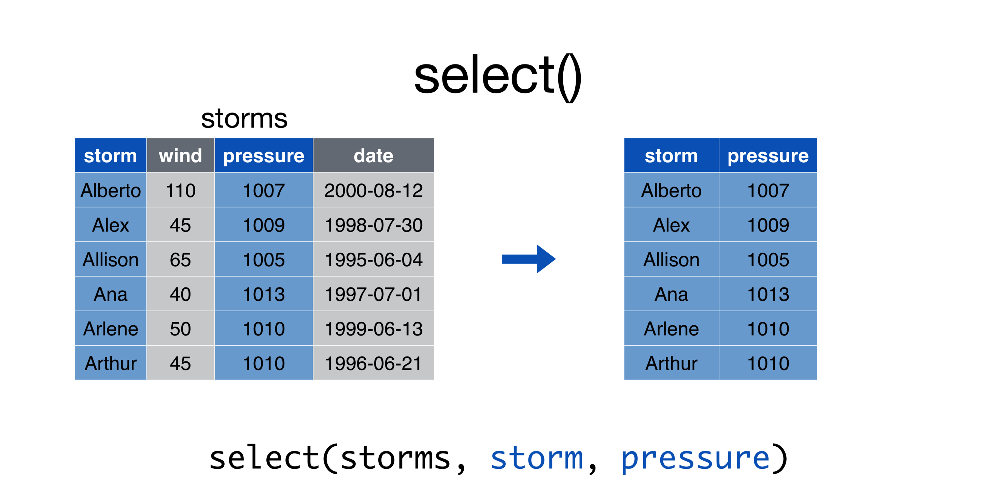 select()
storms
storm wind pressure date
Alberto 110 1007 2000-08-12
Alex 45 1009 1998-07-30
Allison 65 1005 1995-06-04
Ana 40 1013 1997-07-01
Arlene 50 1010 1999-06-13
Arthur 45 1010 1996-06-21
storm pressure
Alberto 1007
Alex 1009
Allison 1005
Ana 1013
Arlene 1010
Arthur 1010
select(storms, storm, pressure)